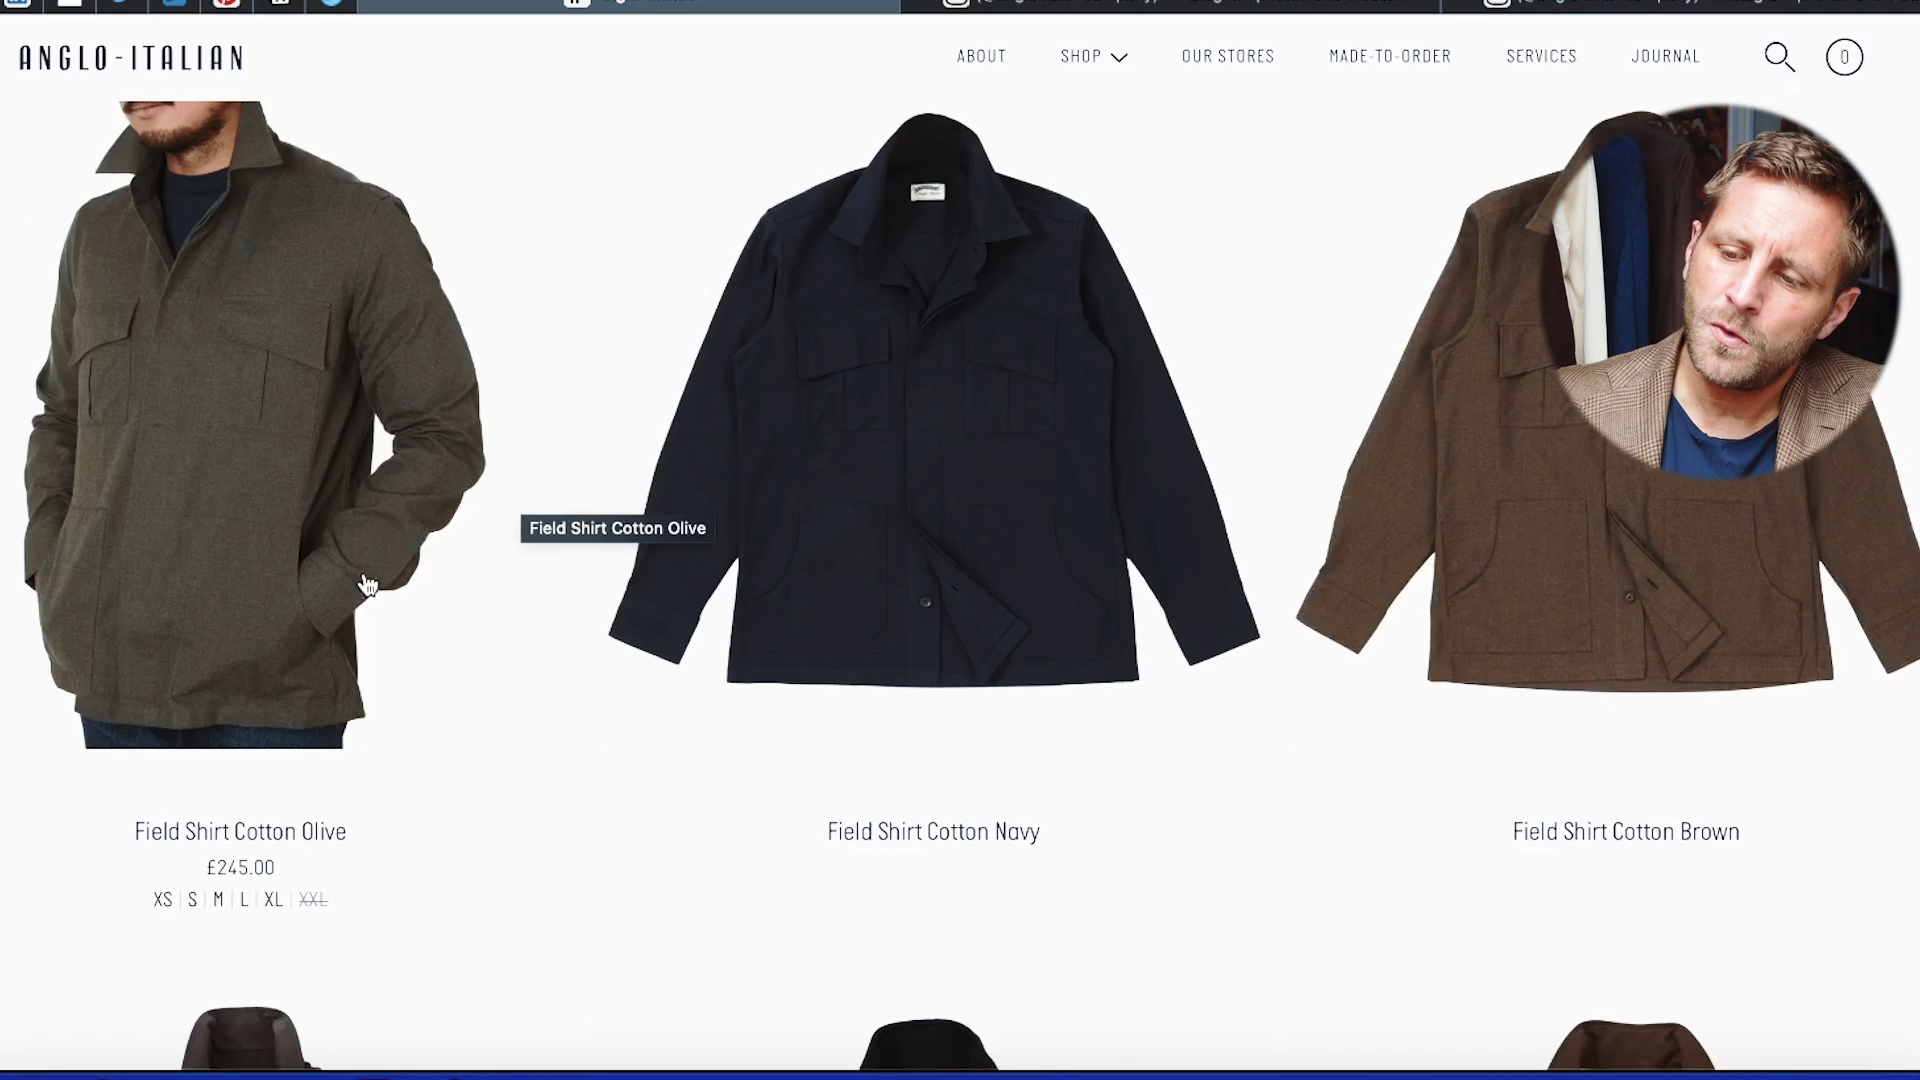 ANGLO-ITALIAN
ABOUT SHOP OUR STORES MADE-TO-ORDER SERVICES JOURNAL 0
Field Shirt Cotton Olive
Field Shirt Cotton Olive
£245.00
XS | S | M | L | XL | XXL
Field Shirt Cotton Navy
Field Shirt Cotton Brown